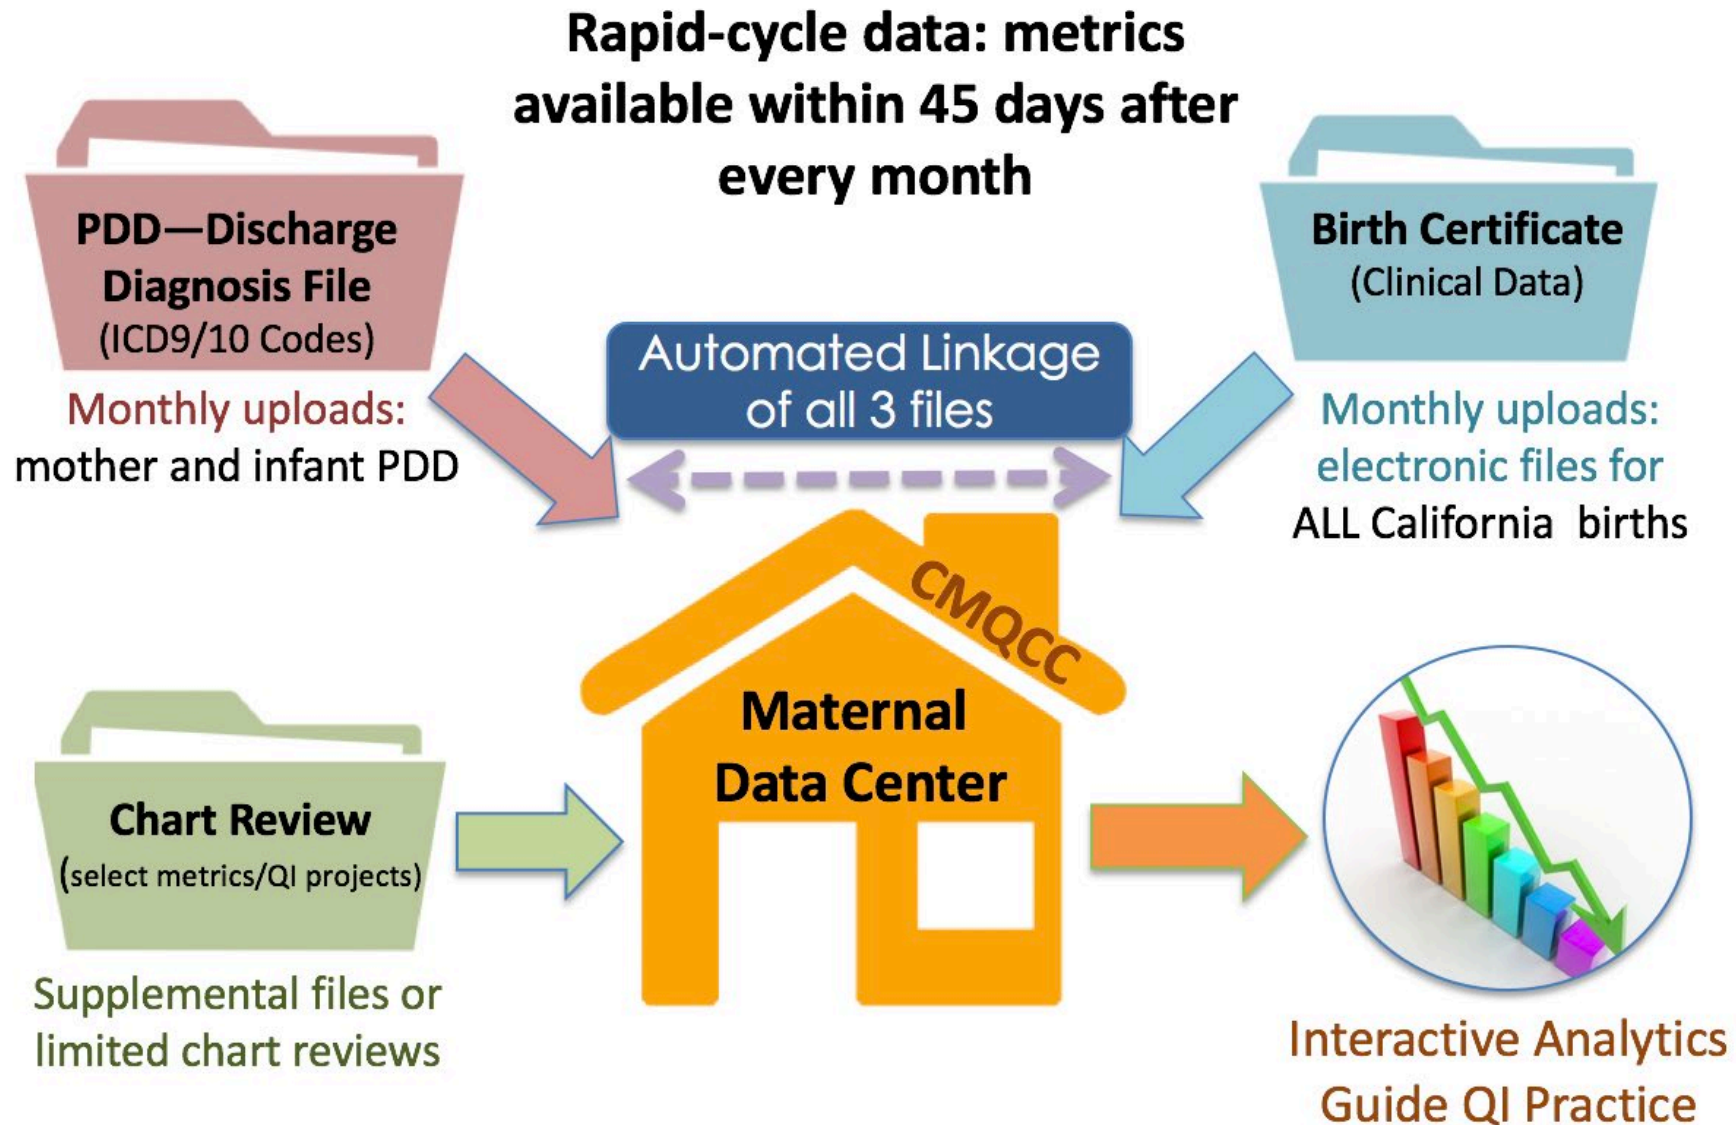 Rapid-cycle data: metrics
available within 45 days after
every month
PDD—Discharge
Diagnosis File
(ICD9/10 Codes)
Monthly uploads:
mother and infant PDD
Automated Linkage
of all 3 files
Birth Certificate
(Clinical Data)
Monthly uploads:
electronic files for
ALL California births
CMQCC
Maternal
Data Center
Chart Review
(select metrics/QI projects)
Supplemental files or
limited chart reviews
Interactive Analytics
Guide QI Practice